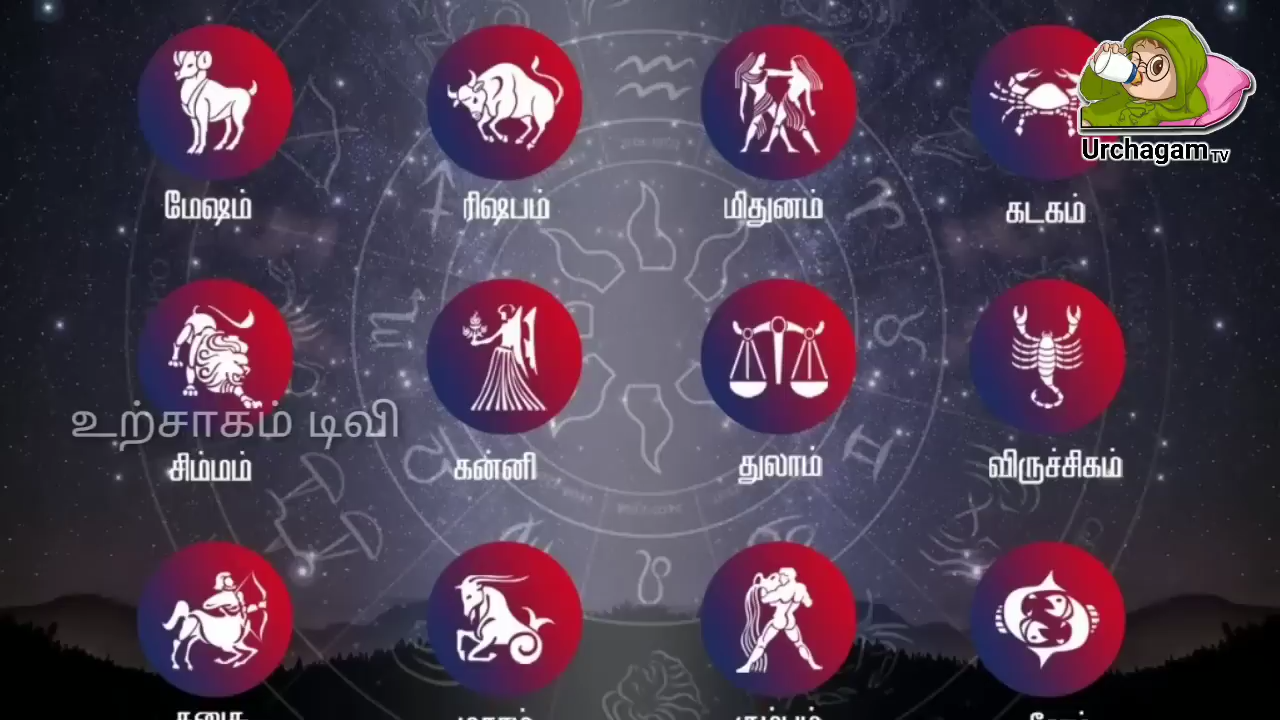 Urchagam TV
மேஷம்
ரிஷபம்
மிதுனம்
கடகம்
உற்சாகம் டிவி
சிம்மம்
கன்னி
துலாம்
விருச்சிகம்